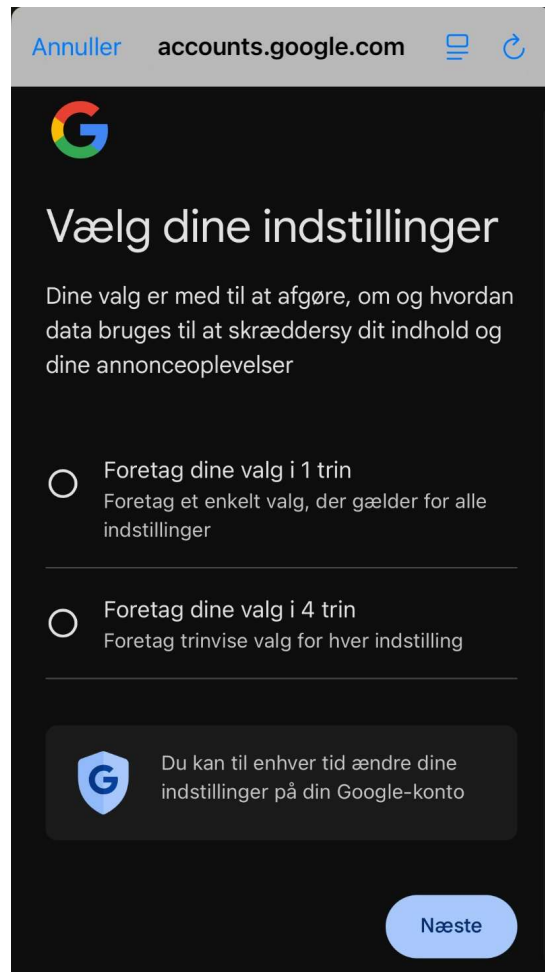 Annuller accounts.google.com
Vælg dine indstillinger
Dine valg er med til at afgøre, om og hvordan
data bruges til at skræddersy dit indhold og
dine annonceoplevelser
Foretag dine valg i 1 trin
Foretag et enkelt valg, der gælder for alle
indstillinger
Foretag dine valg i 4 trin
Foretag trinvise valg for hver indstilling
G
Du kan til enhver tid ændre dine
indstillinger på din Google-konto
Næste